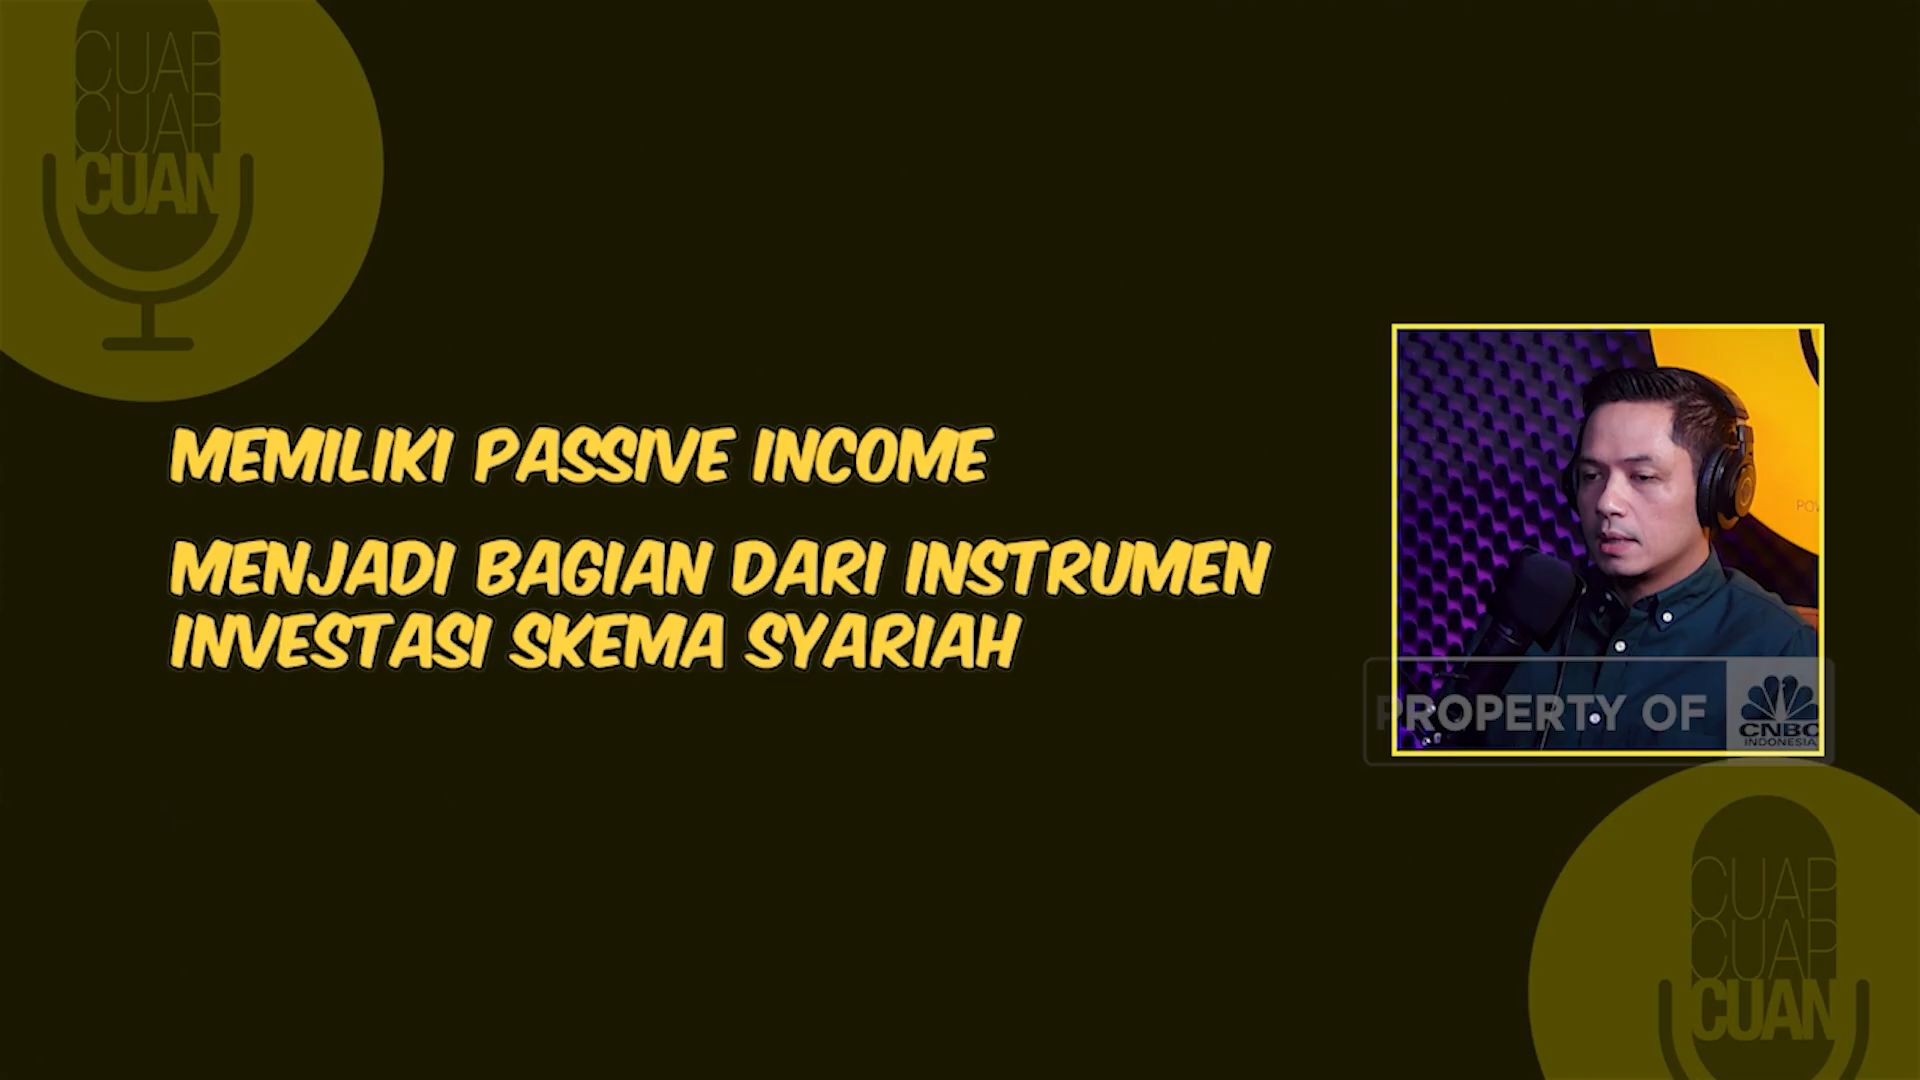 CUAP
CUAP
CUAN
MEMILIKI PASSIVE INCOME
MENJADI BAGIAN DARI INSTRUMEN
INVESTASI SKEMA SYARIAH
PROPERTY OF
CNBC
INDONESIA
CUAP
CUAP
CUAN